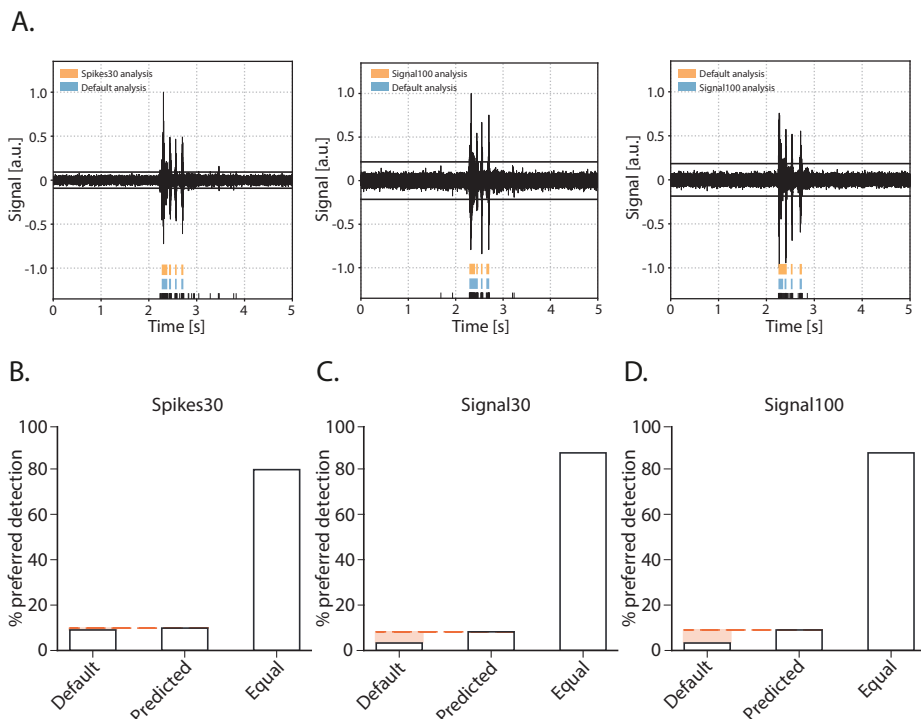 A.
Spikes30 analysis
Default analysis
Signal [a.u.]
1.0
0.5
0
-0.5
-1.0
0 1 2 3 4 5
Time [s]
Signal100 analysis
Default analysis
Signal [a.u.]
1.0
0.5
0
-0.5
-1.0
0 1 2 3 4 5
Time [s]
Default analysis
Signal100 analysis
Signal [a.u.]
1.0
0.5
0
-0.5
-1.0
0 1 2 3 4 5
Time [s]
B.
Spikes30
% preferred detection
100
80
60
40
20
0
Default
Predicted
Equal
C.
Signal30
% preferred detection
100
80
60
40
20
0
Default
Predicted
Equal
D.
Signal100
% preferred detection
100
80
60
40
20
0
Default
Predicted
Equal